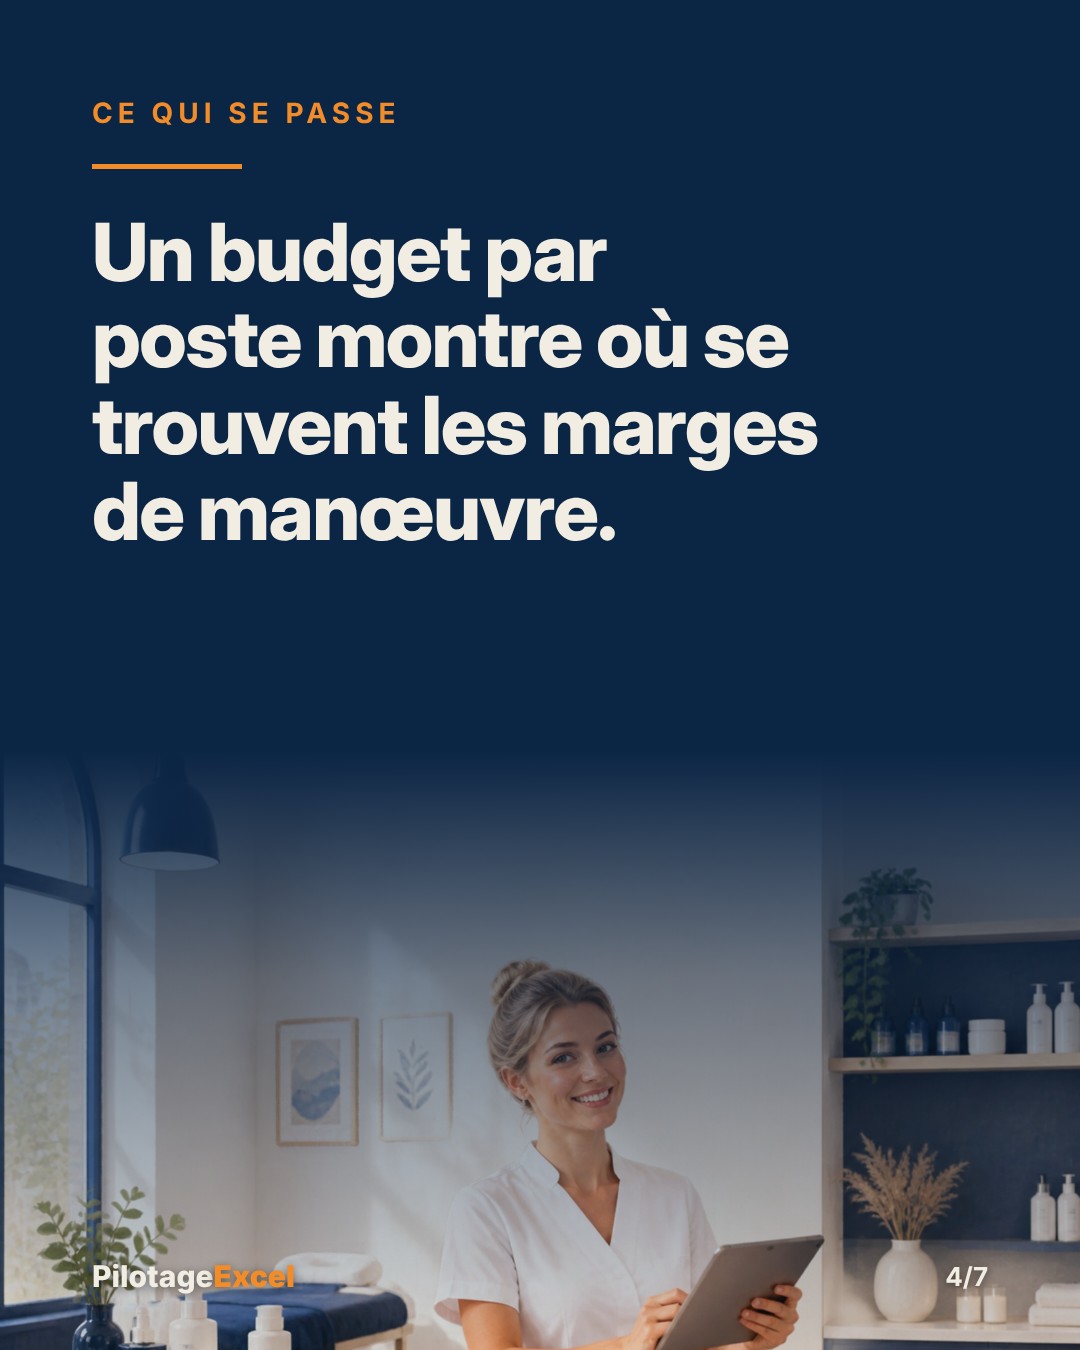 CE QUI SE PASSE
Un budget par
poste montre où se
trouvent les marges
de manœuvre.
PilotageExcel
4/7